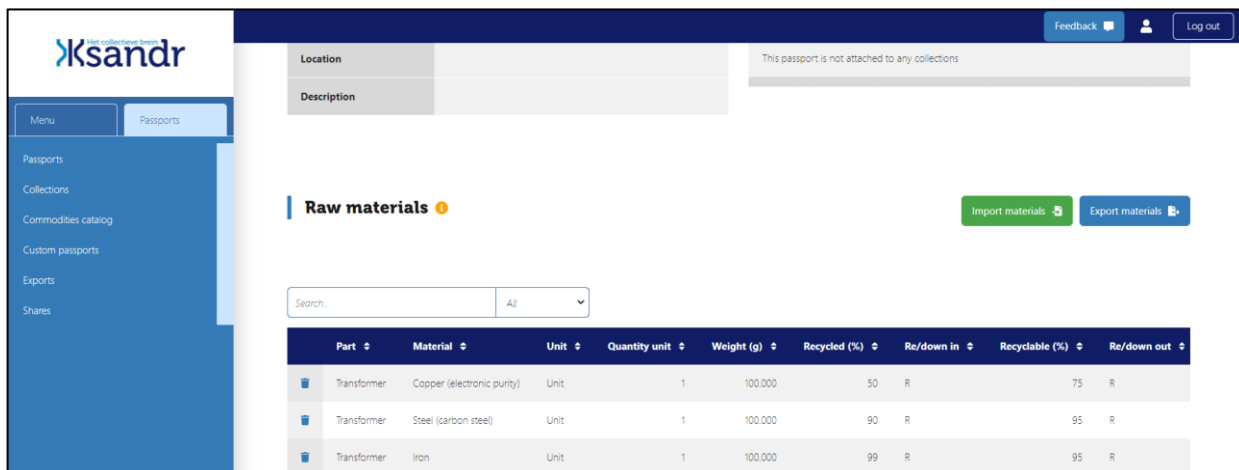 Het collectieve brein
Ksandr
Feedback
Log out
Menu
Passports
Passports
Collections
Commodities catalog
Custom passports
Exports
Shares
Location
This passport is not attached to any collections
Description
Raw materials
Import materials
Export materials
Search..
All
Part Material Unit Quantity unit Weight (g) Recycled (%) Re/down in Recyclable (%) Re/down out
Transformer Copper (electronic purity) Unit 1 100.000 50 R 75 R
Transformer Steel (carbon steel) Unit 1 100.000 90 R 95 R
Transformer Iron Unit 1 100.000 99 R 95 R